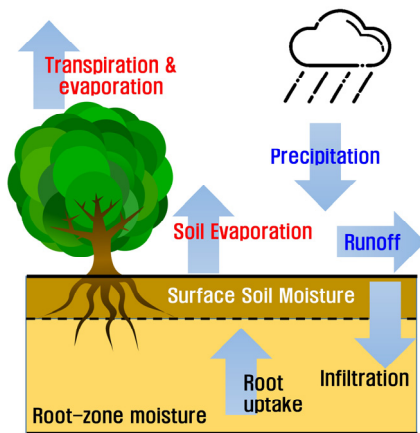 Transpiration &
evaporation
Precipitation
Soil Evaporation
Runoff
Surface Soil Moisture
Infiltration
Root
uptake
Root-zone moisture